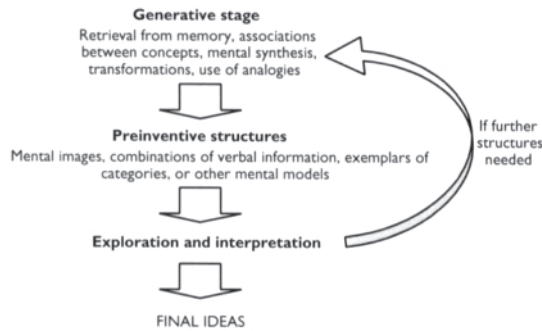 Generative stage
Retrieval from memory, associations
between concepts, mental synthesis,
transformations, use of analogies
Preinventive structures
Mental images, combinations of verbal information, exemplars of
categories, or other mental models
If further
structures
needed
Exploration and interpretation
FINAL IDEAS